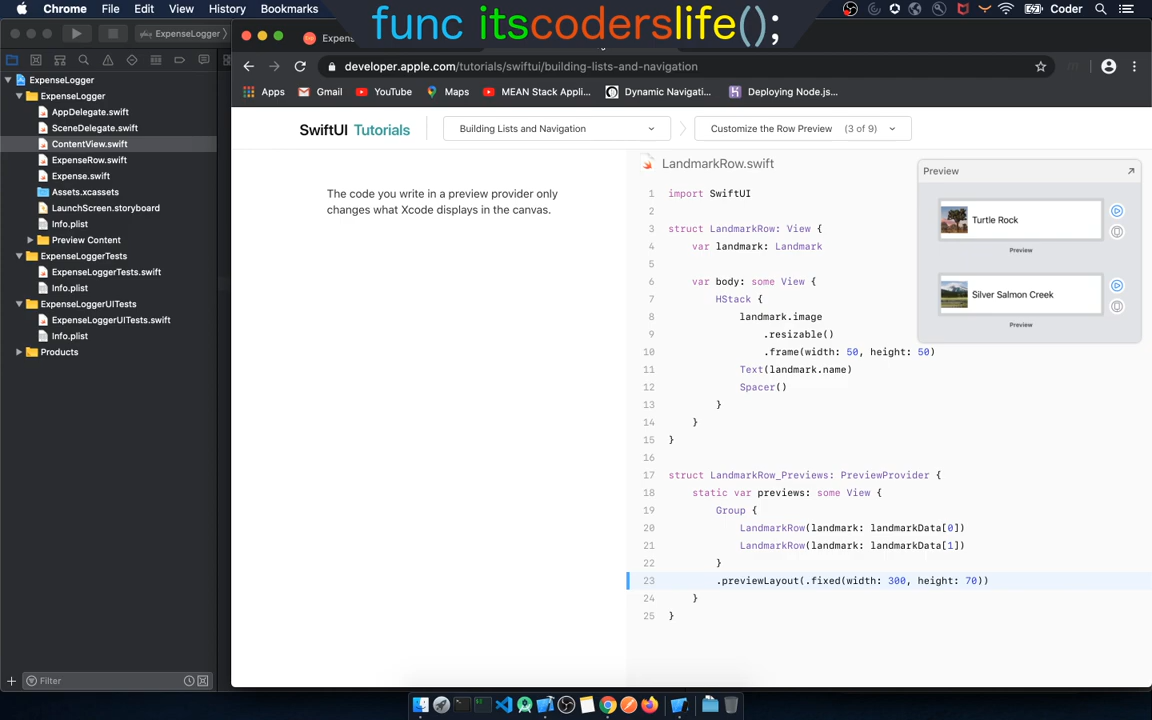 Chrome File Edit View History Bookmarks
func itscoderslife();
Coder
ExpenseLogger
Expens
developer.apple.com/tutorials/swiftui/building-lists-and-navigation
Apps Gmail YouTube Maps MEAN Stack Appli... Dynamic Navigati... Deploying Node.js...
ExpenseLogger
ExpenseLogger
AppDelegate.swift
SceneDelegate.swift
ContentView.swift
ExpenseRow.swift
Expense.swift
Assets.xcassets
LaunchScreen.storyboard
Info.plist
Preview Content
ExpenseLoggerTests
ExpenseLoggerTests.swift
Info.plist
ExpenseLoggerUITests
ExpenseLoggerUITests.swift
Info.plist
Products
Filter
SwiftUI Tutorials
Building Lists and Navigation
Customize the Row Preview (3 of 9)
The code you write in a preview provider only
changes what Xcode displays in the canvas.
LandmarkRow.swift
1 import SwiftUI
2
3 struct LandmarkRow: View {
4 var landmark: Landmark
5
6 var body: some View {
7 HStack {
8 landmark.image
9 .resizable()
10 .frame(width: 50, height: 50)
11 Text(landmark.name)
12 Spacer()
13 }
14 }
15 }
16
17 struct LandmarkRow_Previews: PreviewProvider {
18 static var previews: some View {
19 Group {
20 LandmarkRow(landmark: landmarkData[0])
21 LandmarkRow(landmark: landmarkData[1])
22 }
23 .previewLayout(.fixed(width: 300, height: 70))
24 }
25 }
Preview
Turtle Rock
Preview
Silver Salmon Creek
Preview